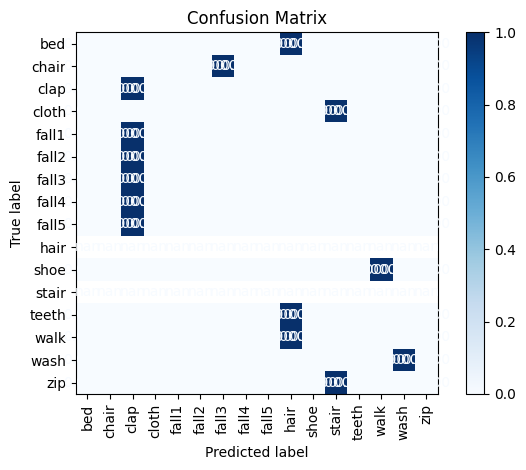 Confusion Matrix
True label
bed
chair
clap
cloth
fall1
fall2
fall3
fall4
fall5
hair
shoe
stair
teeth
walk
wash
zip
bed
chair
clap
cloth
fall1
fall2
fall3
fall4
fall5
hair
shoe
stair
teeth
walk
wash
zip
Predicted label
1.0
0.8
0.6
0.4
0.2
0.0